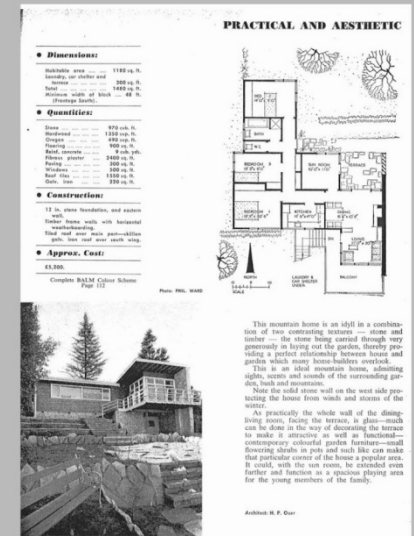 PRACTICAL AND AESTHETIC
● Dimensions:
Habitable area ... ... 1180 sq. ft.
Laundry, car shelter and
terrace ... ... ... 300 sq. ft.
Total ... ... ... 1480 sq. ft.
Minimum width of block ... 48 ft.
(Frontage South).
● Quantities:
Stone ... ... ... 970 cub. ft.
Hardwood ... ... 1350 sup. ft.
Oregon ... ... 490 sup. ft.
Flooring ... ... 900 sq. ft.
Reinf. concrete ... ... 9 cub. yds.
Fibrous plaster ... 2400 sq. ft.
Paving ... ... ... 300 sq. ft.
Windows ... ... 300 sq. ft.
Roof tiles ... ... 1550 sq. ft.
Galv. iron ... ... 220 sq. ft.
● Construction:
12 in. stone foundation, and eastern
wall.
Timber frame walls with horizontal
weatherboarding.
Tiled roof over main part—skillion
galv. iron roof over south wing.
● Approx. Cost:
£5,500.
Complete BALM Colour Scheme
Page 112
Photo: PHIL. WARD
BED
BATH
W C
BEDROOM 2
BEDROOM 1
SUN ROOM
TERRACE
KITCHEN
DINING
LIVING
BALCONY
NORTH
SCALE
LAUNDRY &
CAR SHELTER
UNDER
This mountain home is an idyll in a combina-
tion of two contrasting textures — stone and
timber — the stone being carried through very
generously in laying out the garden, thereby pro-
viding a perfect relationship between house and
garden which many home-builders overlook.
This is an ideal mountain home, admitting
sights, scents and sounds of the surrounding gar-
den, bush and mountains.
Note the solid stone wall on the west side pro-
tecting the house from winds and storms of the
winter.
As practically the whole wall of the dining-
living room, facing the terrace, is glass—much
can be done in the way of decorating the terrace
to make it attractive as well as functional—
contemporary colourful garden furniture—small
flowering shrubs in pots and such like can make
that particular corner of the house a popular area.
It could, with the sun room, be extended even
further and function as a spacious playing area
for the young members of the family.
Architect: H. P. Oser